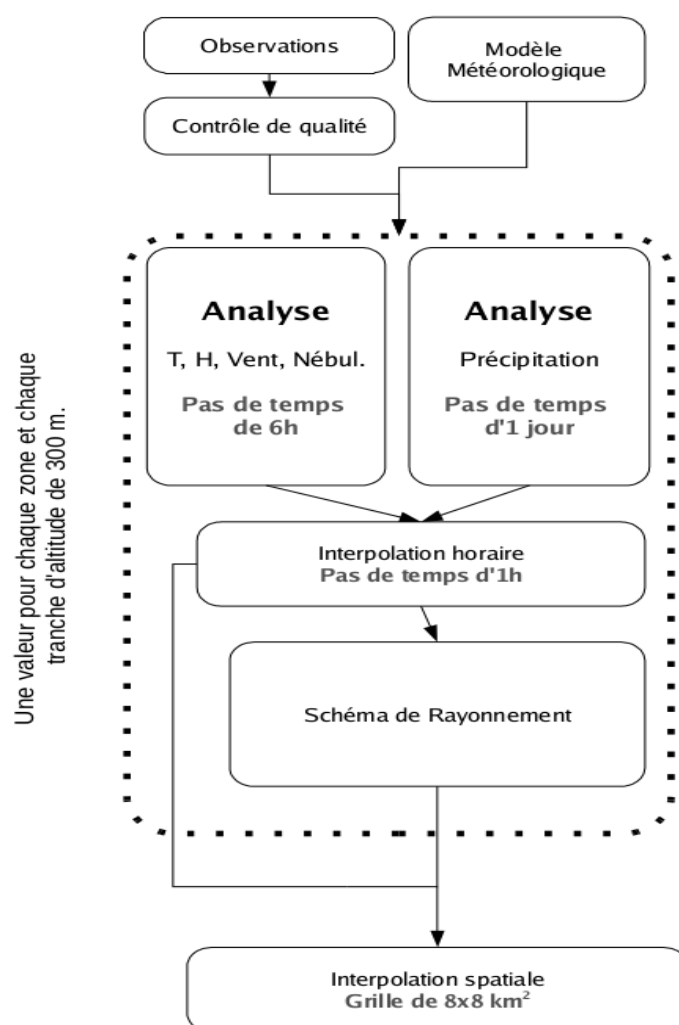 Observations
Modèle
Météorologique
Contrôle de qualité
Une valeur pour chaque zone et chaque
tranche d'altitude de 300 m.
Analyse
T, H, Vent, Nébul.
Pas de temps
de 6h
Analyse
Précipitation
Pas de temps
d'1 jour
Interpolation horaire
Pas de temps d'1h
Schéma de Rayonnement
Interpolation spatiale
Grille de 8x8 km²